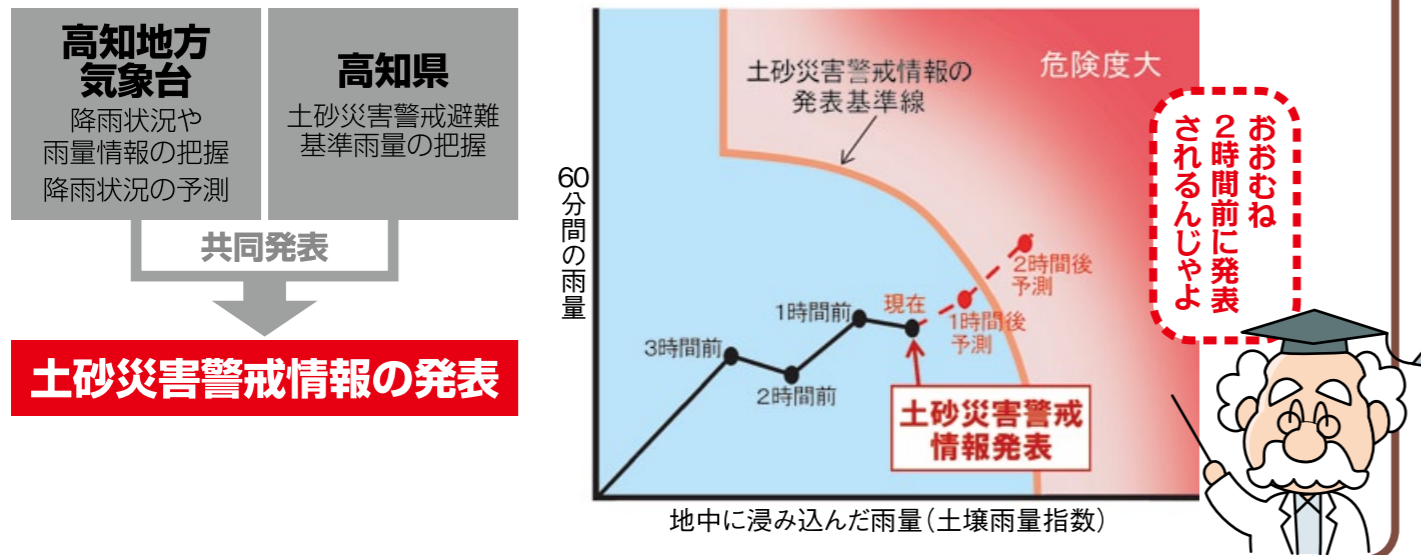 高知地方
気象台
降雨状況や
雨量情報の把握
降雨状況の予測
高知県
土砂災害警戒避難
基準雨量の把握
共同発表
土砂災害警戒情報の発表
60分間の雨量
土砂災害警戒情報の
発表基準線
危険度大
3時間前
2時間前
1時間前
現在
1時間後
予測
2時間後
予測
土砂災害警戒
情報発表
地中に浸み込んだ雨量(土壌雨量指数)
おおむね
2時間前に発表
されるんじゃよ